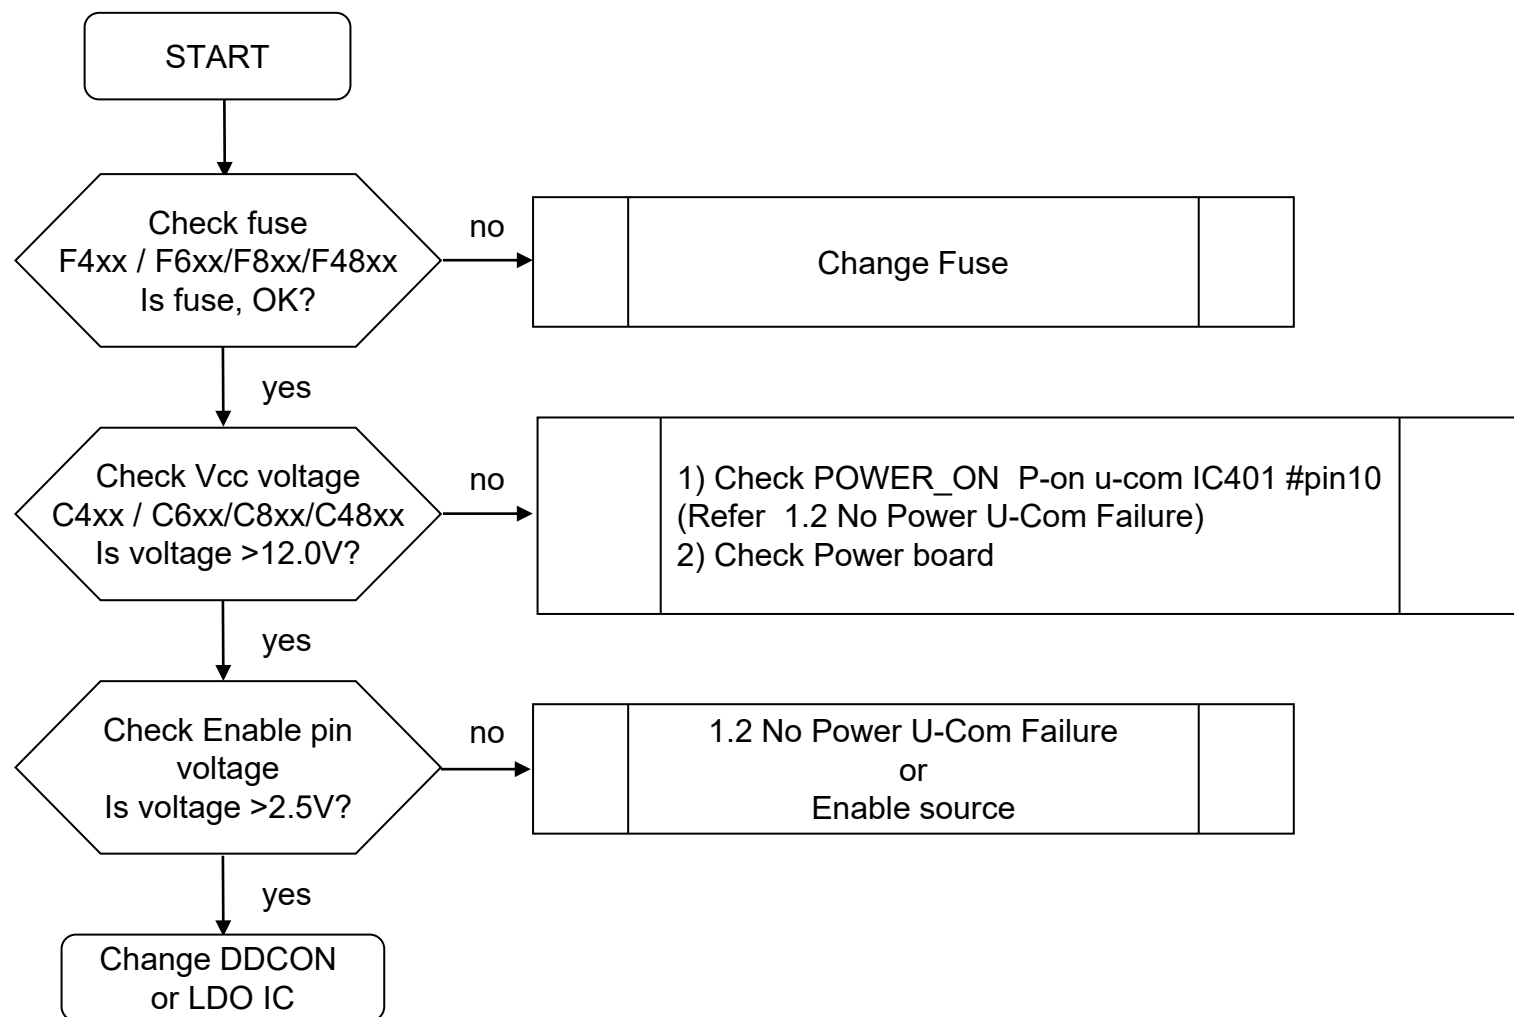 START
Check fuse
F4xx / F6xx/F8xx/F48xx
Is fuse, OK?
no
Change Fuse
yes
Check Vcc voltage
C4xx / C6xx/C8xx/C48xx
Is voltage >12.0V?
no
1) Check POWER_ON  P-on u-com IC401 #pin10
(Refer  1.2 No Power U-Com Failure)
2) Check Power board
yes
Check Enable pin
voltage
Is voltage >2.5V?
no
1.2 No Power U-Com Failure
or
Enable source
yes
Change DDCON
or LDO IC